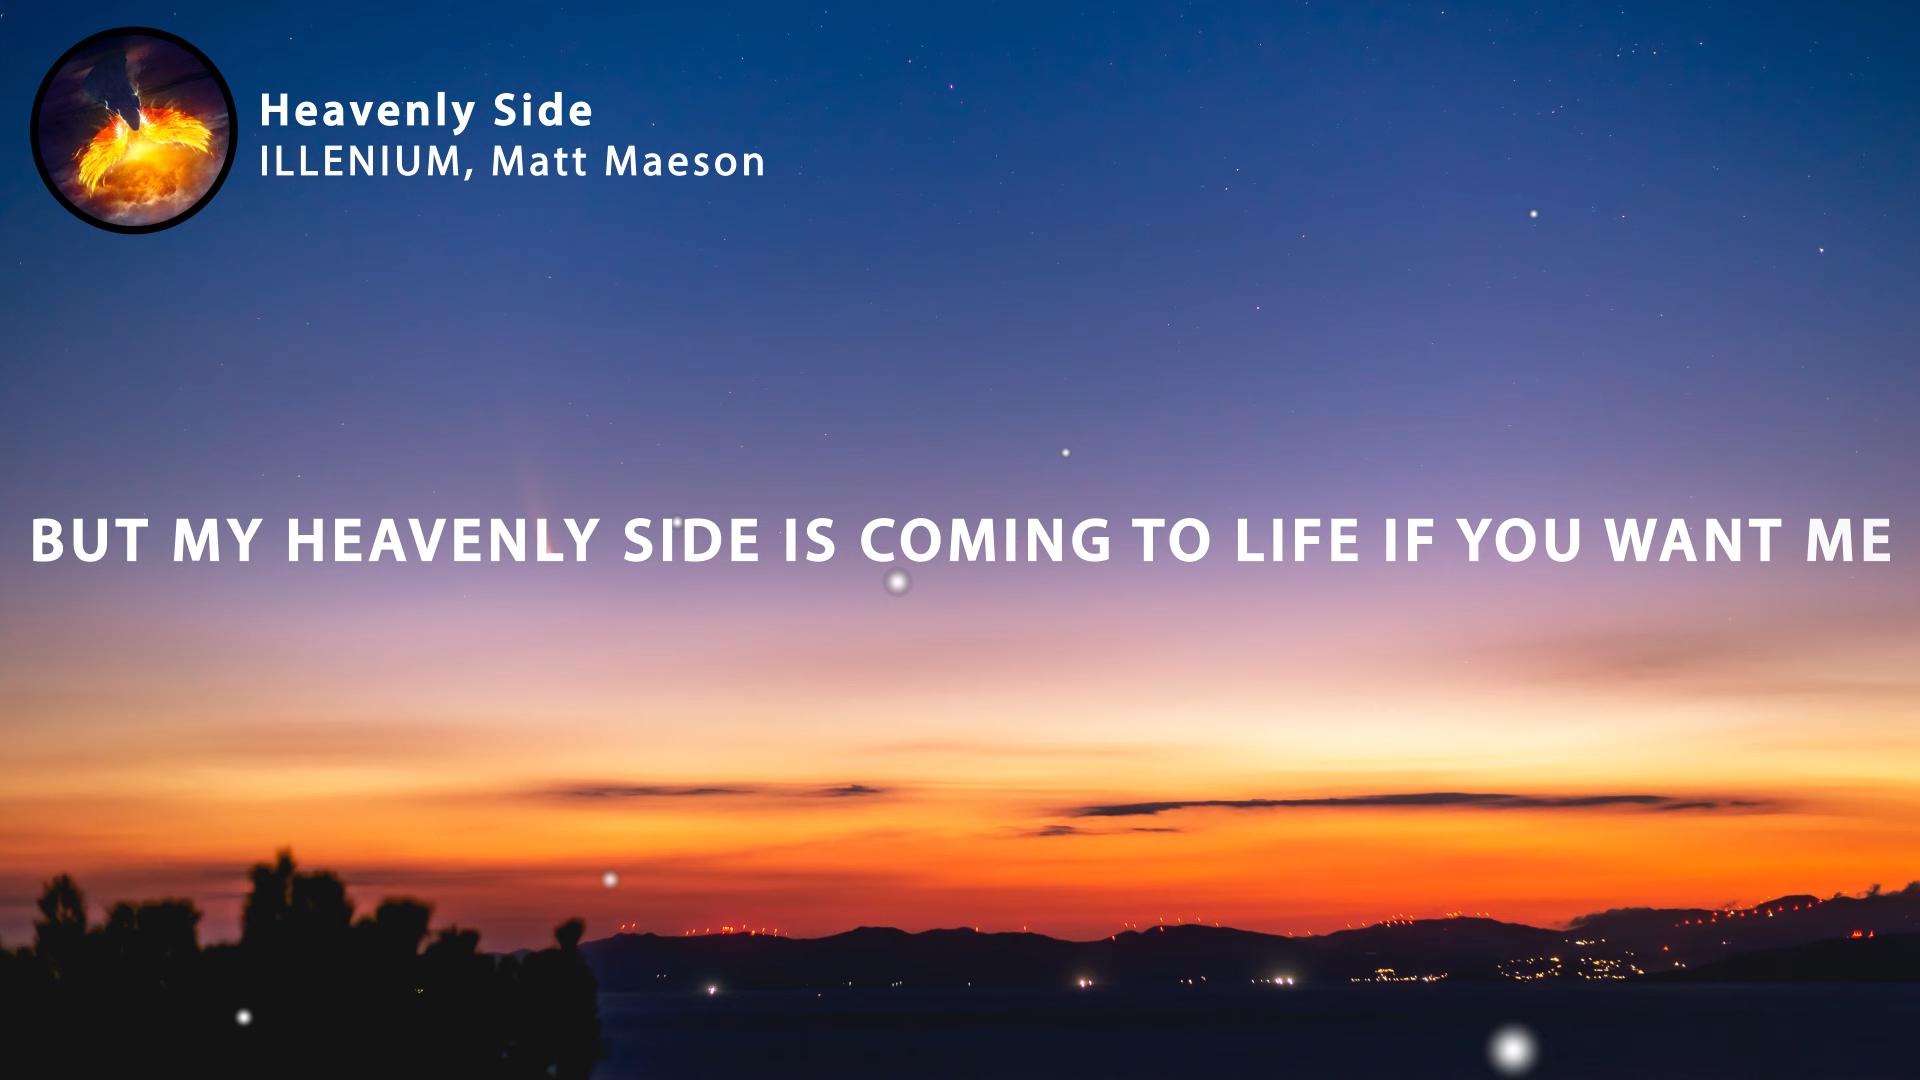 Heavenly Side
ILLENIUM, Matt Maeson
BUT MY HEAVENLY SIDE IS COMING TO LIFE IF YOU WANT ME